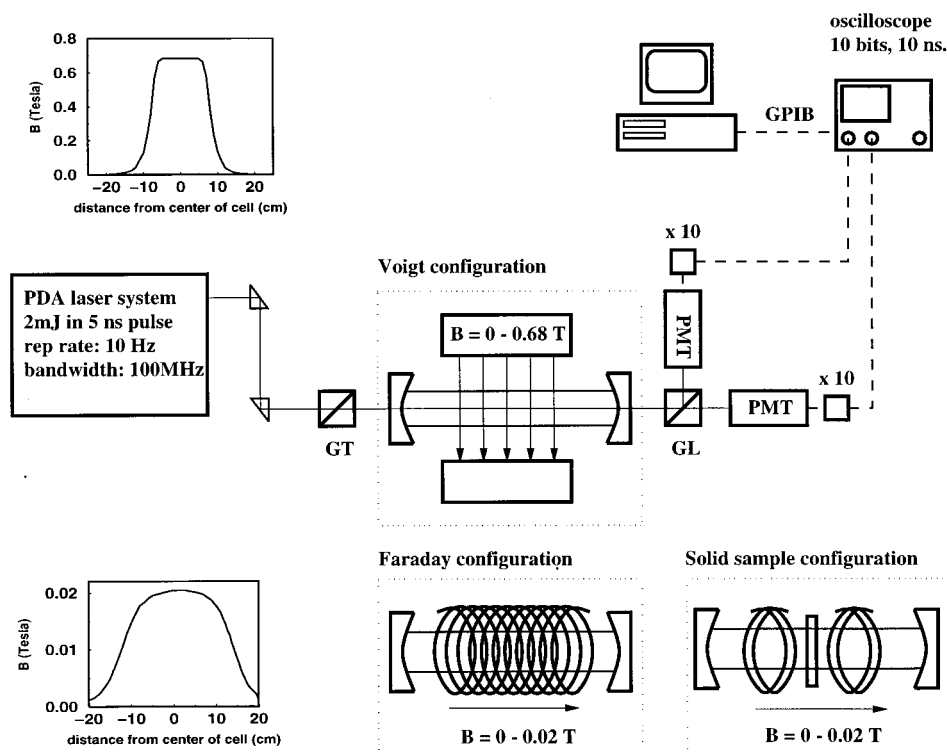 oscilloscope
10 bits, 10 ns.
0.8
0.6
0.4
0.2
0.0
B (Tesla)
−20 −10 0 10 20
distance from center of cell (cm)
GPIB
x 10
Voigt configuration
PDA laser system
2mJ in 5 ns pulse
rep rate: 10 Hz
bandwidth: 100MHz
B = 0 - 0.68 T
PMT
x 10
PMT
GT
GL
Faraday configuration
Solid sample configuration
0.02
0.01
0.00
B (Tesla)
−20 −10 0 10 20
distance from center of cell (cm)
B = 0 - 0.02 T
B = 0 - 0.02 T